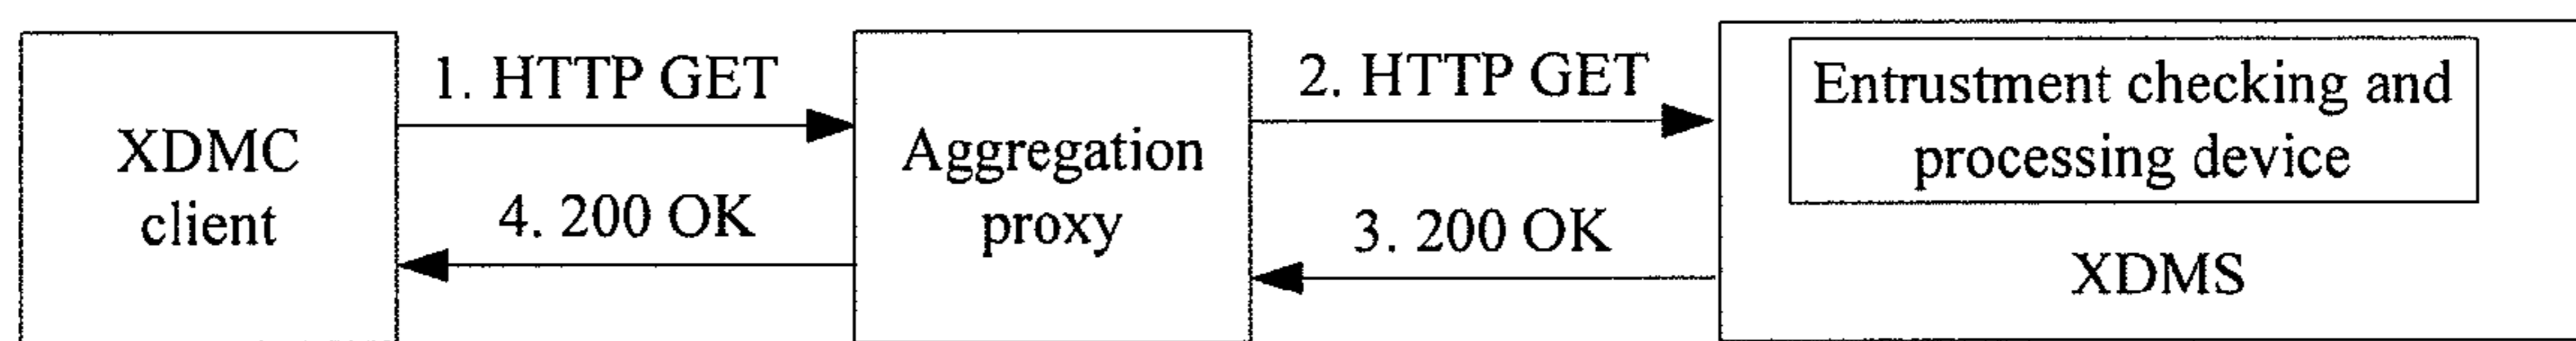 XDMC
client
1. HTTP GET
4. 200 OK
Aggregation
proxy
2. HTTP GET
3. 200 OK
Entrustment checking and
processing device
XDMS